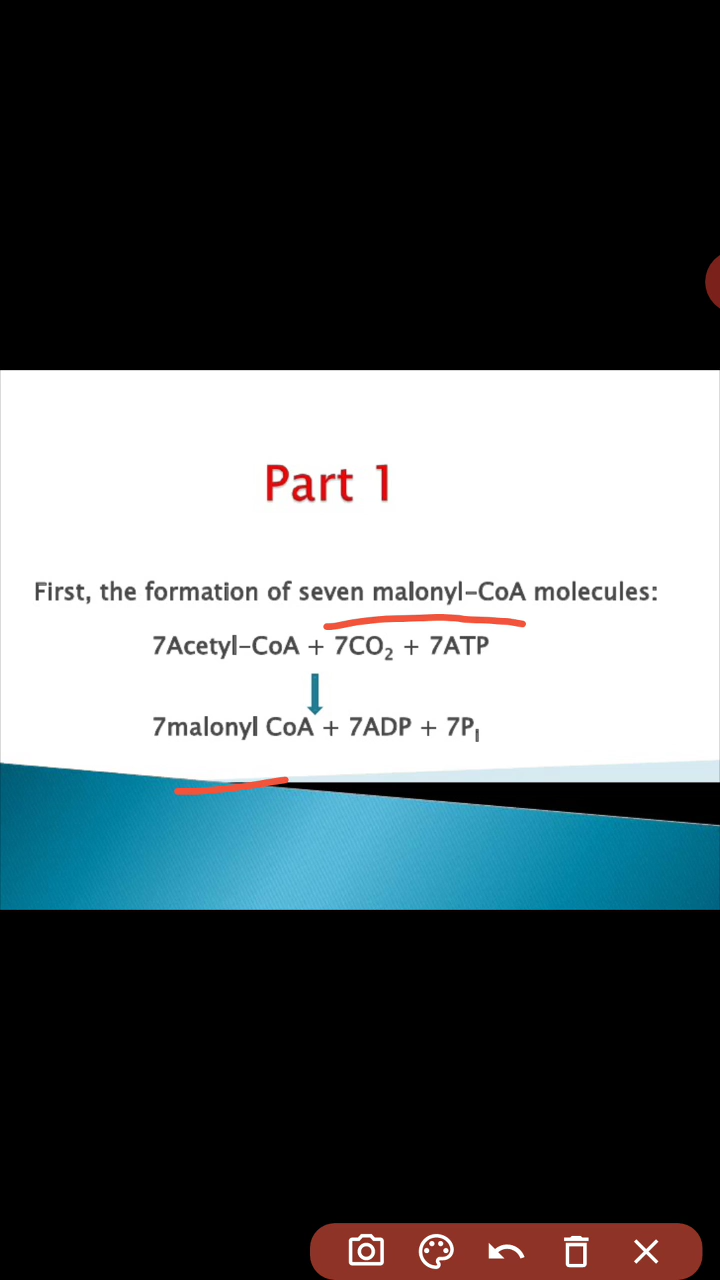 Part 1
First, the formation of seven malonyl-CoA molecules:
7Acetyl-CoA + 7CO₂ + 7ATP
7malonyl CoA + 7ADP + 7Pᵢ